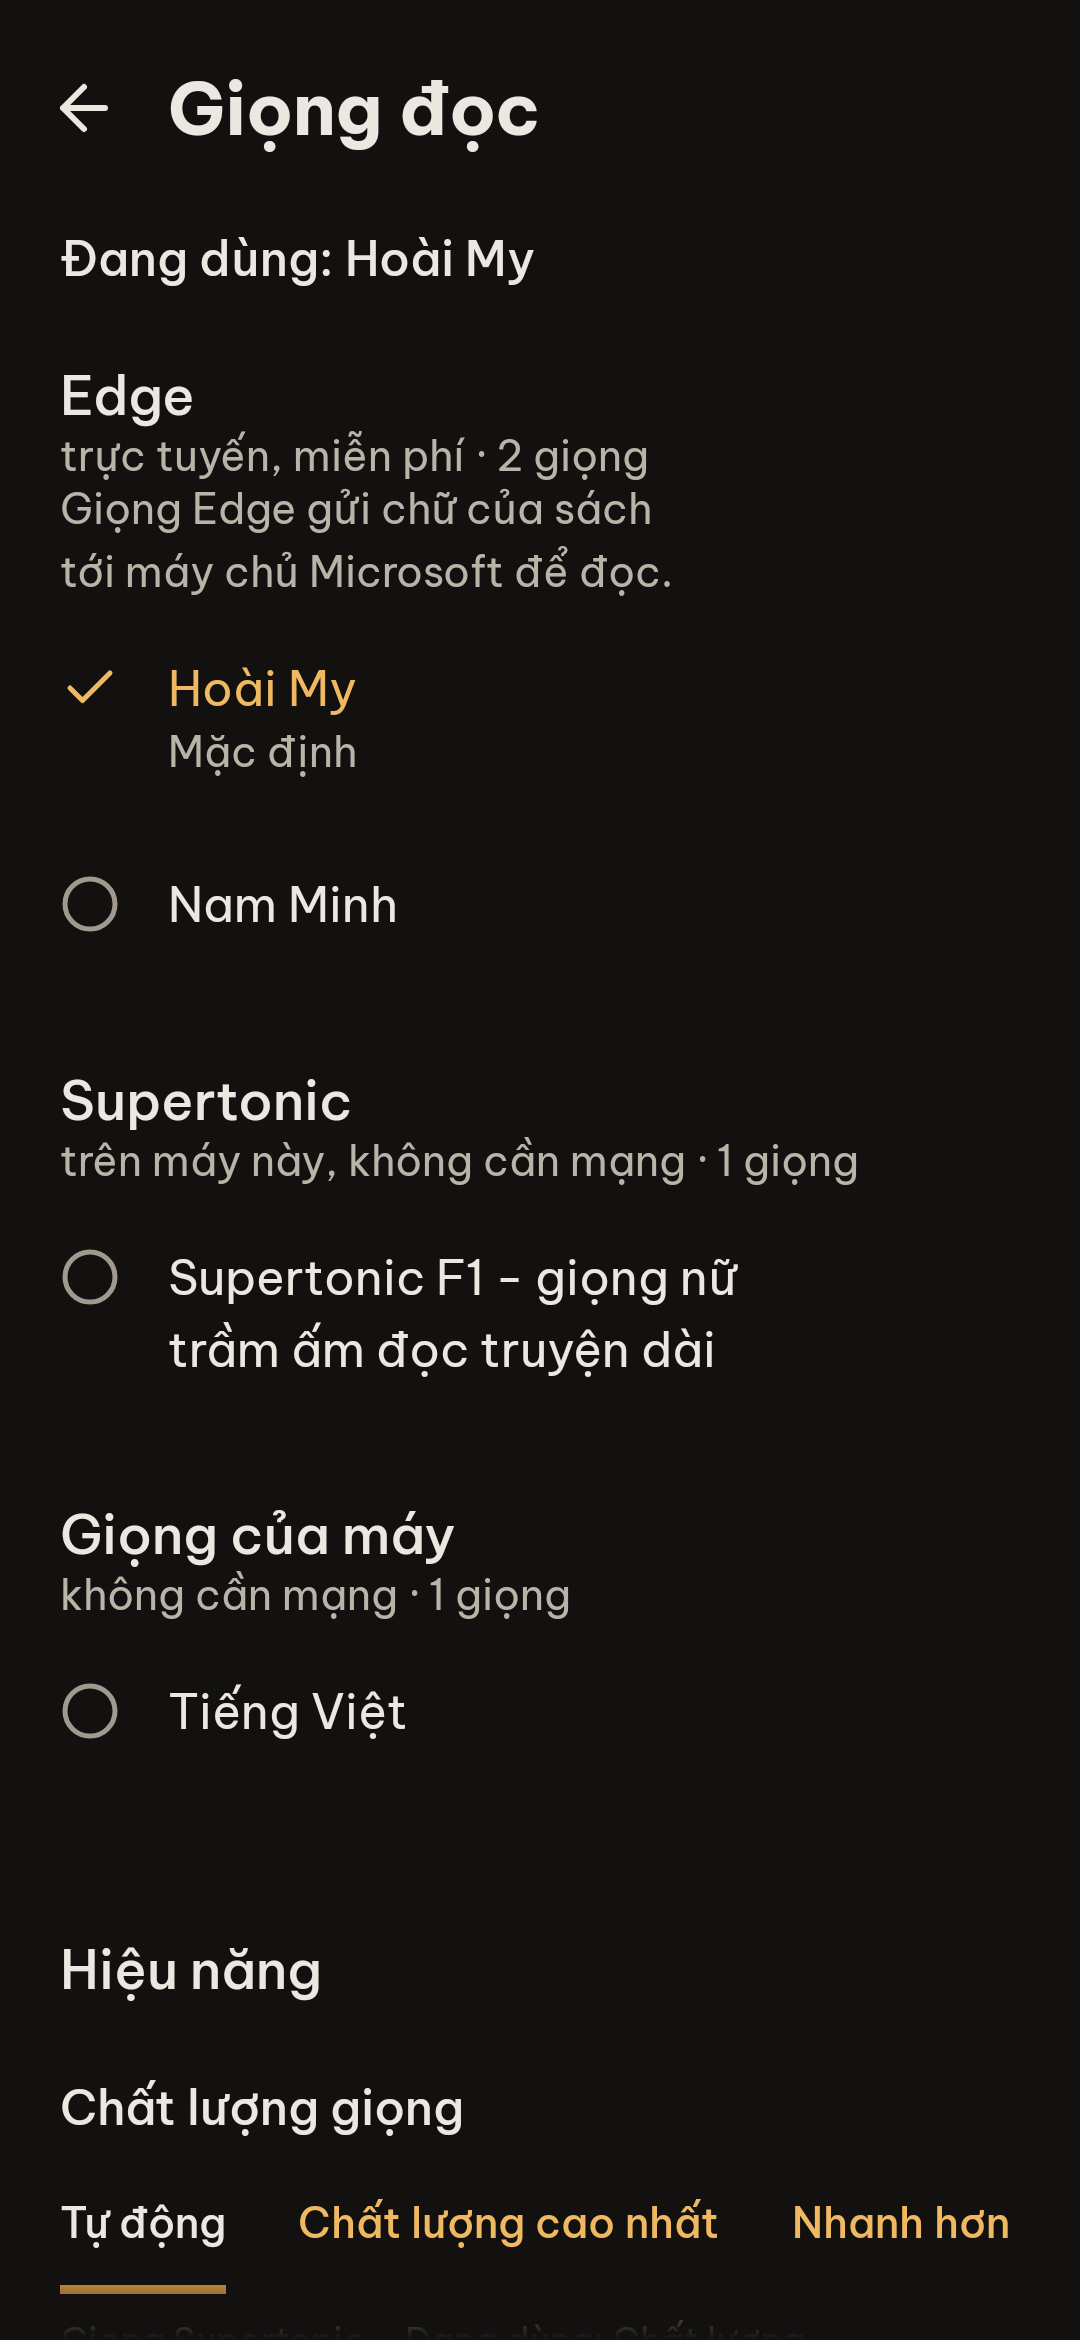 Giọng đọc
Đang dùng: Hoài My
Edge
trực tuyến, miễn phí · 2 giọng
Giọng Edge gửi chữ của sách
tới máy chủ Microsoft để đọc.
Hoài My
Mặc định
Nam Minh
Supertonic
trên máy này, không cần mạng · 1 giọng
Supertonic F1 – giọng nữ
trầm ấm đọc truyện dài
Giọng của máy
không cần mạng · 1 giọng
Tiếng Việt
Hiệu năng
Chất lượng giọng
Tự động Chất lượng cao nhất Nhanh hơn